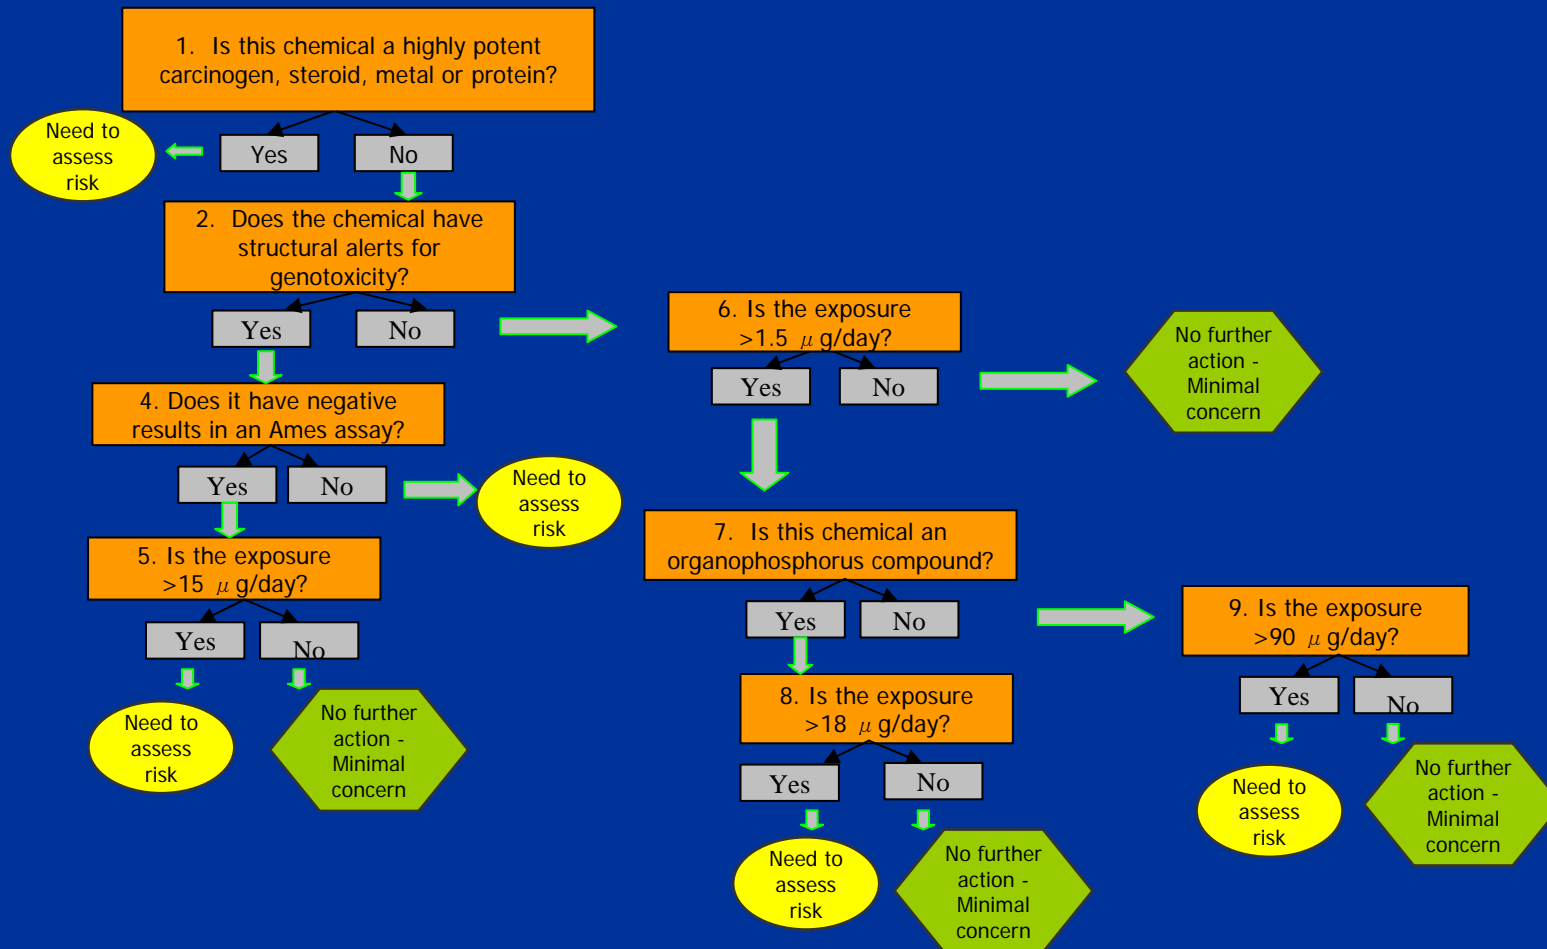 1. Is this chemical a highly potent
carcinogen, steroid, metal or protein?
Need to
assess
risk
Yes
No
2. Does the chemical have
structural alerts for
genotoxicity?
Yes
No
6. Is the exposure
>1.5 μg/day?
Yes
No
No further
action -
Minimal
concern
4. Does it have negative
results in an Ames assay?
Yes
No
Need to
assess
risk
5. Is the exposure
>15 μg/day?
Yes
No
Need to
assess
risk
No further
action -
Minimal
concern
7. Is this chemical an
organophosphorus compound?
Yes
No
8. Is the exposure
>18 μg/day?
Yes
No
Need to
assess
risk
No further
action -
Minimal
concern
9. Is the exposure
>90 μg/day?
Yes
No
Need to
assess
risk
No further
action -
Minimal
concern